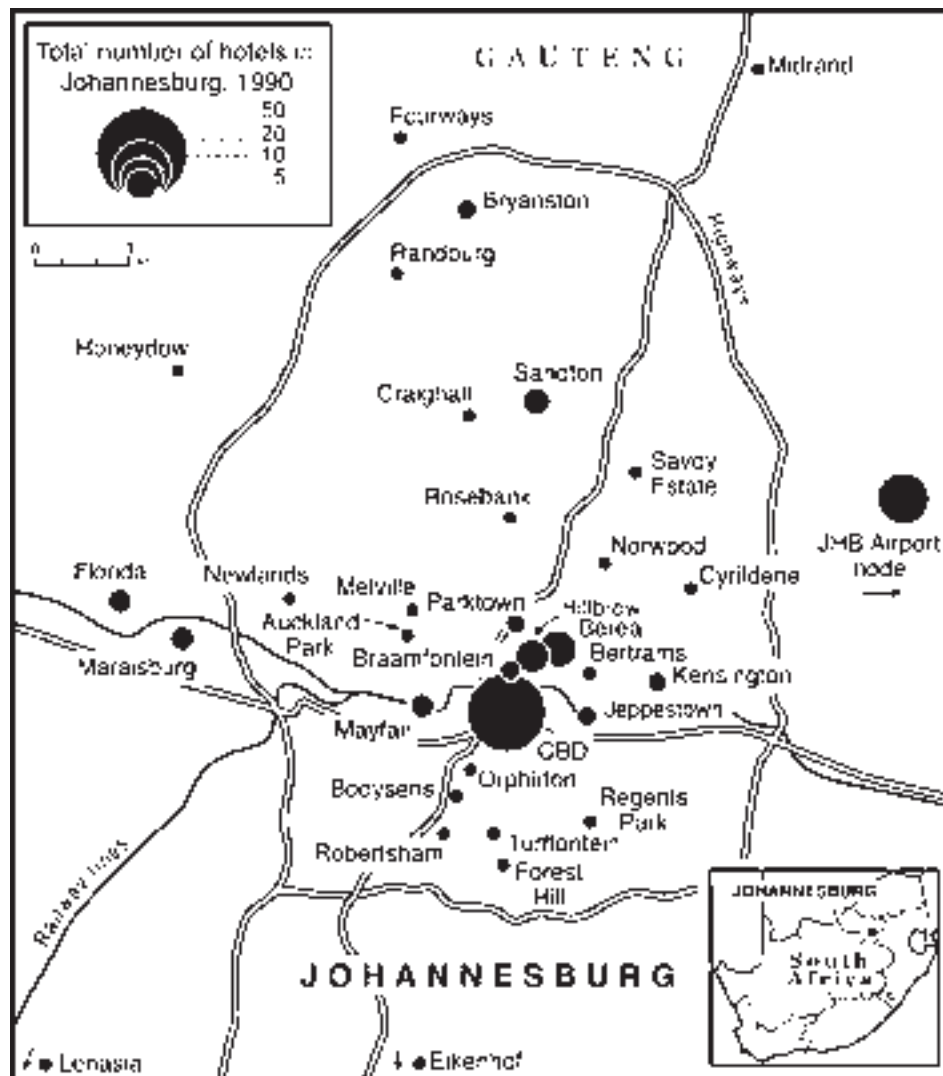 Total number of hotels in
Johannesburg, 1990
50
20
10
5
GAUTENG
Midrand
Fourways
Bryanston
Randburg
Highways
0
Honeydow
Sandton
Craighall
Savoy
Estate
Rosebank
JHB Airport
node
Norwood
Cyrildene
Florida
Newlands
Melville
Parktown
Auckland
Park
Hillbrow
Berea
Braamfontein
Bertrams
Maraisburg
Kensington
Mayfair
Jeppestown
CBD
Ophirton
Booysens
Regents
Park
Robertsham
Turffontein
Forest
Hill
Railway lines
JOHANNESBURG
South
Africa
JOHANNESBURG
Lenasia
Eikenhof